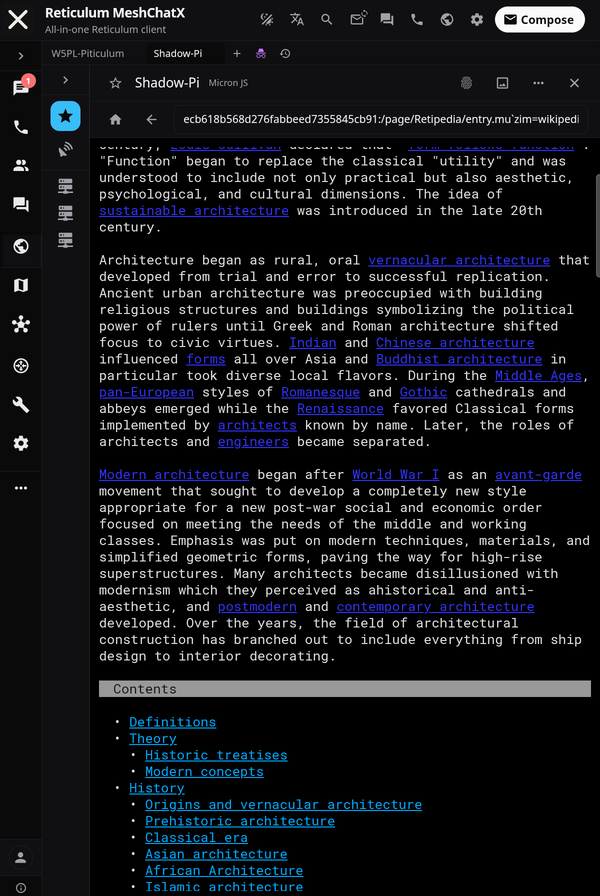 Reticulum MeshChatX
All-in-one Reticulum client
Compose
W5PL-Piticulum
Shadow-Pi
1
Shadow-Pi
Micron JS
ecb618b568d276fabbeed7355845cb91:/page/Retipedia/entry.mu`zim=wikipedi
century, Louis Sullivan declared that "form follows function".
"Function" began to replace the classical "utility" and was
understood to include not only practical but also aesthetic,
psychological, and cultural dimensions. The idea of
sustainable architecture was introduced in the late 20th
century.
Architecture began as rural, oral vernacular architecture that
developed from trial and error to successful replication.
Ancient urban architecture was preoccupied with building
religious structures and buildings symbolizing the political
power of rulers until Greek and Roman architecture shifted
focus to civic virtues. Indian and Chinese architecture
influenced forms all over Asia and Buddhist architecture in
particular took diverse local flavors. During the Middle Ages,
pan-European styles of Romanesque and Gothic cathedrals and
abbeys emerged while the Renaissance favored Classical forms
implemented by architects known by name. Later, the roles of
architects and engineers became separated.
Modern architecture began after World War I as an avant-garde
movement that sought to develop a completely new style
appropriate for a new post-war social and economic order
focused on meeting the needs of the middle and working
classes. Emphasis was put on modern techniques, materials, and
simplified geometric forms, paving the way for high-rise
superstructures. Many architects became disillusioned with
modernism which they perceived as ahistorical and anti-
aesthetic, and postmodern and contemporary architecture
developed. Over the years, the field of architectural
construction has branched out to include everything from ship
design to interior decorating.
Contents
• Definitions
• Theory
• Historic treatises
• Modern concepts
• History
• Origins and vernacular architecture
• Prehistoric architecture
• Classical era
• Asian architecture
• African Architecture
• Islamic architecture